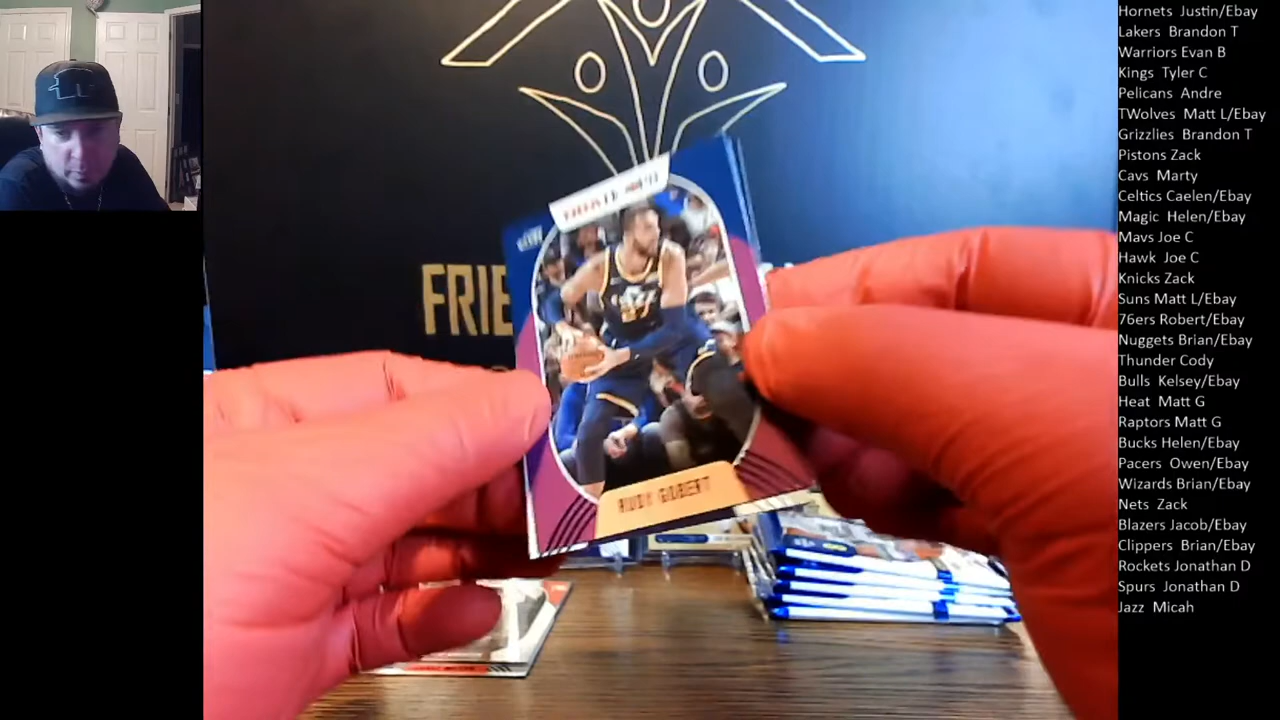 FRIE
RUDY GOBERT
Hornets Justin/Ebay
Lakers Brandon T
Warriors Evan B
Kings Tyler C
Pelicans Andre
TWolves Matt L/Ebay
Grizzlies Brandon T
Pistons Zack
Cavs Marty
Celtics Caelen/Ebay
Magic Helen/Ebay
Mavs Joe C
Hawk Joe C
Knicks Zack
Suns Matt L/Ebay
76ers Robert/Ebay
Nuggets Brian/Ebay
Thunder Cody
Bulls Kelsey/Ebay
Heat Matt G
Raptors Matt G
Bucks Helen/Ebay
Pacers Owen/Ebay
Wizards Brian/Ebay
Nets Zack
Blazers Jacob/Ebay
Clippers Brian/Ebay
Rockets Jonathan D
Spurs Jonathan D
Jazz Micah